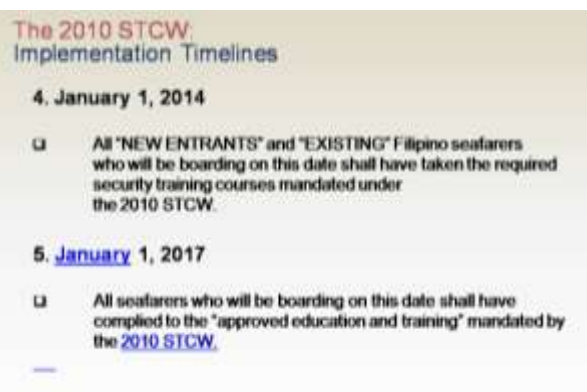 The 2010 STCW:
Implementation Timelines
4. January 1, 2014
❑ All "NEW ENTRANTS" and "EXISTING" Filipino seafarers
who will be boarding on this date shall have taken the required
security training courses mandated under
the 2010 STCW.
5. January 1, 2017
❑ All seafarers who will be boarding on this date shall have
complied to the "approved education and training" mandated by
the 2010 STCW.